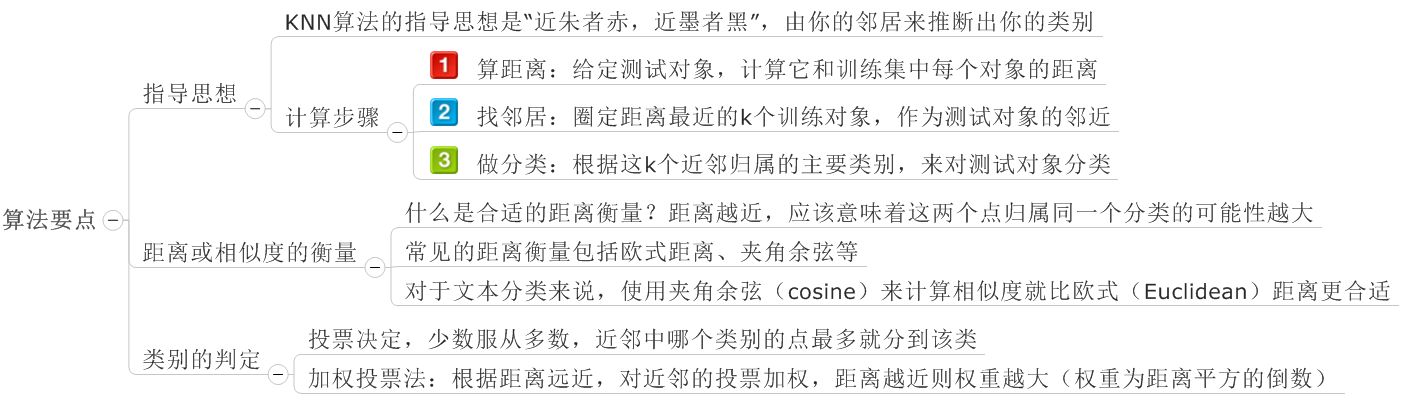 算法要点
指导思想
KNN算法的指导思想是“近朱者赤，近墨者黑”，由你的邻居来推断出你的类别
计算步骤
1 算距离：给定测试对象，计算它和训练集中每个对象的距离
2 找邻居：圈定距离最近的k个训练对象，作为测试对象的邻近
3 做分类：根据这k个近邻归属的主要类别，来对测试对象分类
距离或相似度的衡量
什么是合适的距离衡量？距离越近，应该意味着这两个点归属同一个分类的可能性越大
常见的距离衡量包括欧式距离、夹角余弦等
对于文本分类来说，使用夹角余弦（cosine）来计算相似度就比欧式（Euclidean）距离更合适
类别的判定
投票决定，少数服从多数，近邻中哪个类别的点最多就分到该类
加权投票法：根据距离远近，对近邻的投票加权，距离越近则权重越大（权重为距离平方的倒数）